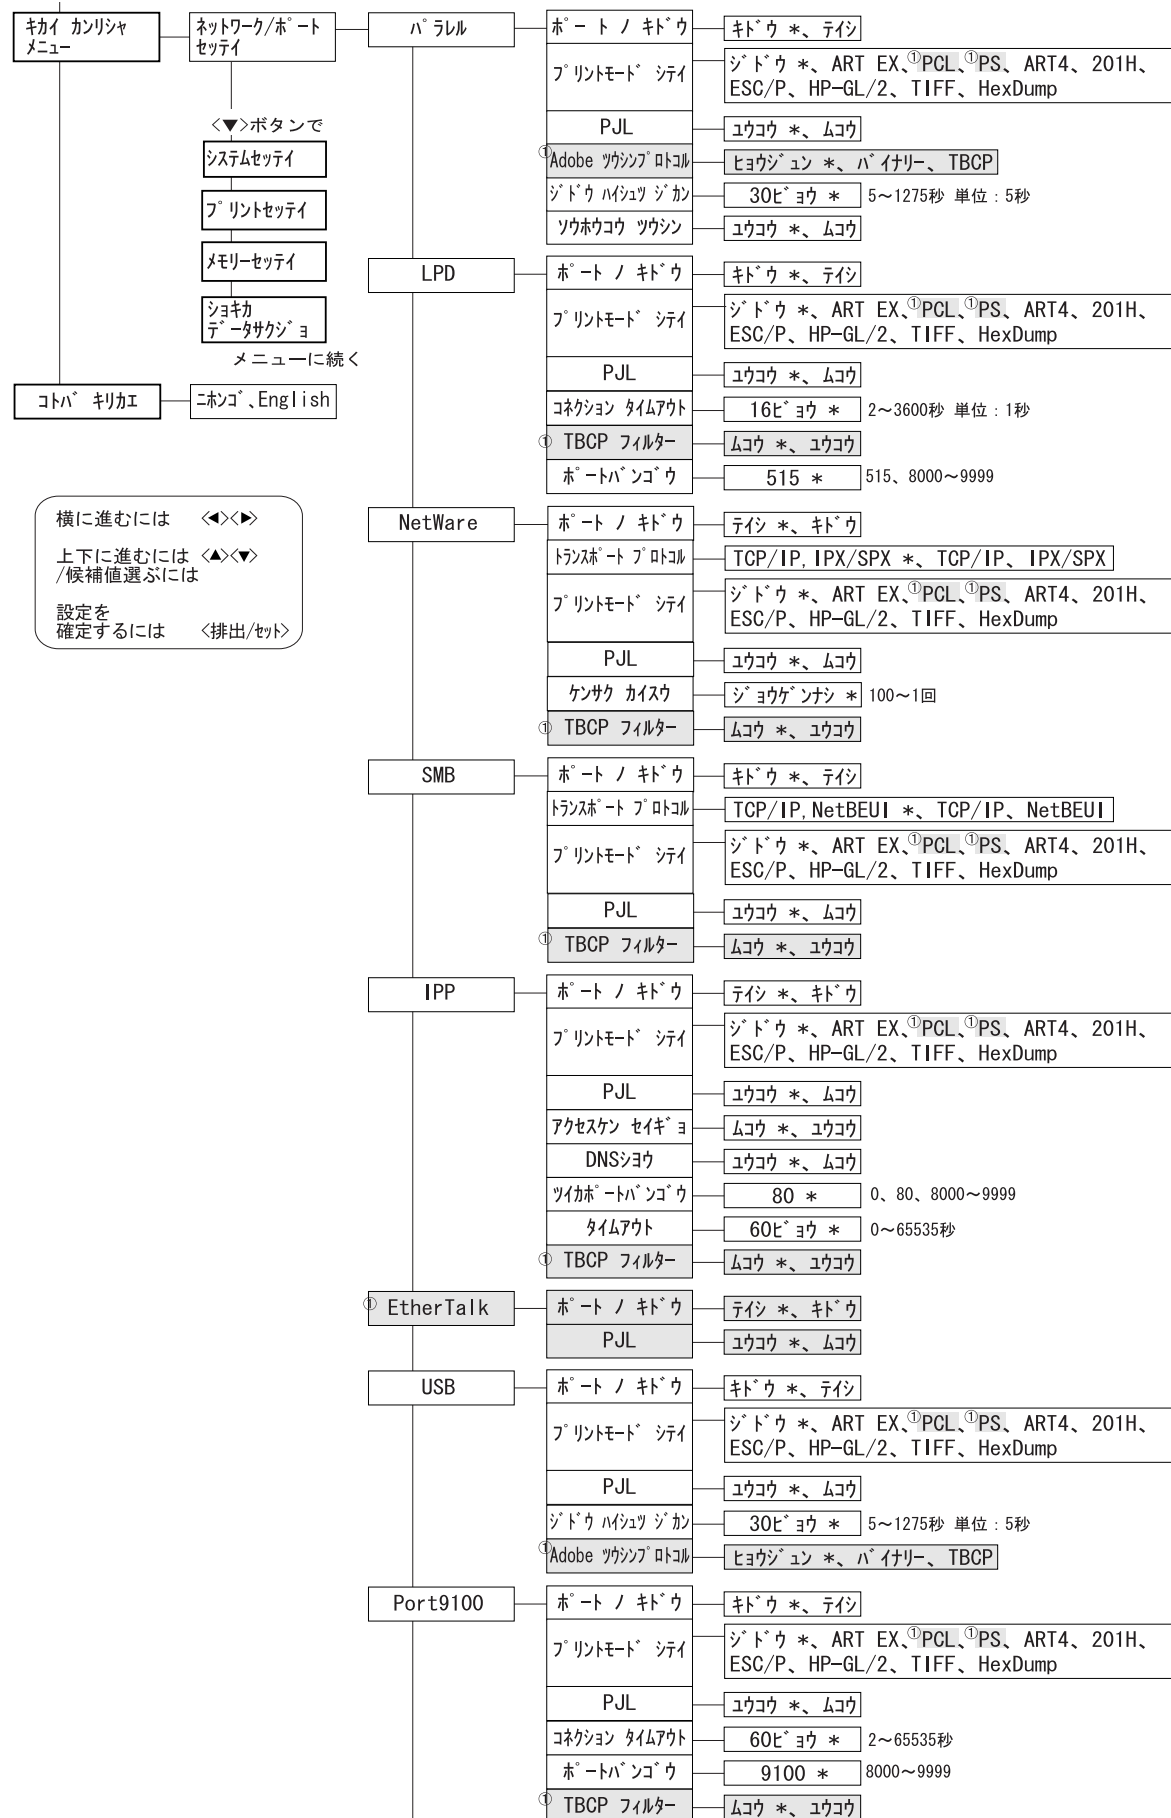 キカイ カンリシャ
メニュー
ネットワーク/ポート
セッテイ
<▼>ボタンで
システムセッテイ
プリントセッテイ
メモリーセッテイ
ショキカ
データサクジョ
メニューに続く
コトバ キリカエ
ニホンゴ、English
横に進むには <◀><▶>
上下に進むには <▲><▼>
/候補値選ぶには
設定を
確定するには <排出/セット>
パラレル
ポート ノ キドウ
キドウ *、テイシ
プリントモード シテイ
ジドウ *、ART EX、①PCL、①PS、ART4、201H、
ESC/P、HP-GL/2、TIFF、HexDump
PJL
ユウコウ *、ムコウ
①Adobe ツウシンプロトコル
ヒョウジュン *、バイナリー、TBCP
ジドウ ハイシュツ ジカン
30ビョウ * 5~1275秒 単位:5秒
ソウホウコウ ツウシン
ユウコウ *、ムコウ
LPD
ポート ノ キドウ
キドウ *、テイシ
プリントモード シテイ
ジドウ *、ART EX、①PCL、①PS、ART4、201H、
ESC/P、HP-GL/2、TIFF、HexDump
PJL
ユウコウ *、ムコウ
コネクション タイムアウト
16ビョウ * 2~3600秒 単位:1秒
① TBCP フィルター
ムコウ *、ユウコウ
ポートバンゴウ
515 * 515、8000~9999
NetWare
ポート ノ キドウ
テイシ *、キドウ
トランスポート プロトコル
TCP/IP,IPX/SPX *、TCP/IP、IPX/SPX
プリントモード シテイ
ジドウ *、ART EX、①PCL、①PS、ART4、201H、
ESC/P、HP-GL/2、TIFF、HexDump
PJL
ユウコウ *、ムコウ
ケンサク カイスウ
ジョウゲンナシ * 100~1回
① TBCP フィルター
ムコウ *、ユウコウ
SMB
ポート ノ キドウ
キドウ *、テイシ
トランスポート プロトコル
TCP/IP,NetBEUI *、TCP/IP、NetBEUI
プリントモード シテイ
ジドウ *、ART EX、①PCL、①PS、ART4、201H、
ESC/P、HP-GL/2、TIFF、HexDump
PJL
ユウコウ *、ムコウ
① TBCP フィルター
ムコウ *、ユウコウ
IPP
ポート ノ キドウ
テイシ *、キドウ
プリントモード シテイ
ジドウ *、ART EX、①PCL、①PS、ART4、201H、
ESC/P、HP-GL/2、TIFF、HexDump
PJL
ユウコウ *、ムコウ
アクセスケン セイギョ
ムコウ *、ユウコウ
DNSショウ
ユウコウ *、ムコウ
ツイカポートバンゴウ
80 * 0、80、8000~9999
タイムアウト
60ビョウ * 0~65535秒
① TBCP フィルター
ムコウ *、ユウコウ
① EtherTalk
ポート ノ キドウ
テイシ *、キドウ
PJL
ユウコウ *、ムコウ
USB
ポート ノ キドウ
キドウ *、テイシ
プリントモード シテイ
ジドウ *、ART EX、①PCL、①PS、ART4、201H、
ESC/P、HP-GL/2、TIFF、HexDump
PJL
ユウコウ *、ムコウ
ジドウ ハイシュツ ジカン
30ビョウ * 5~1275秒 単位:5秒
①Adobe ツウシンプロトコル
ヒョウジュン *、バイナリー、TBCP
Port9100
ポート ノ キドウ
キドウ *、テイシ
プリントモード シテイ
ジドウ *、ART EX、①PCL、①PS、ART4、201H、
ESC/P、HP-GL/2、TIFF、HexDump
PJL
ユウコウ *、ムコウ
コネクション タイムアウト
60ビョウ * 2~65535秒
ポートバンゴウ
9100 * 8000~9999
① TBCP フィルター
ムコウ *、ユウコウ